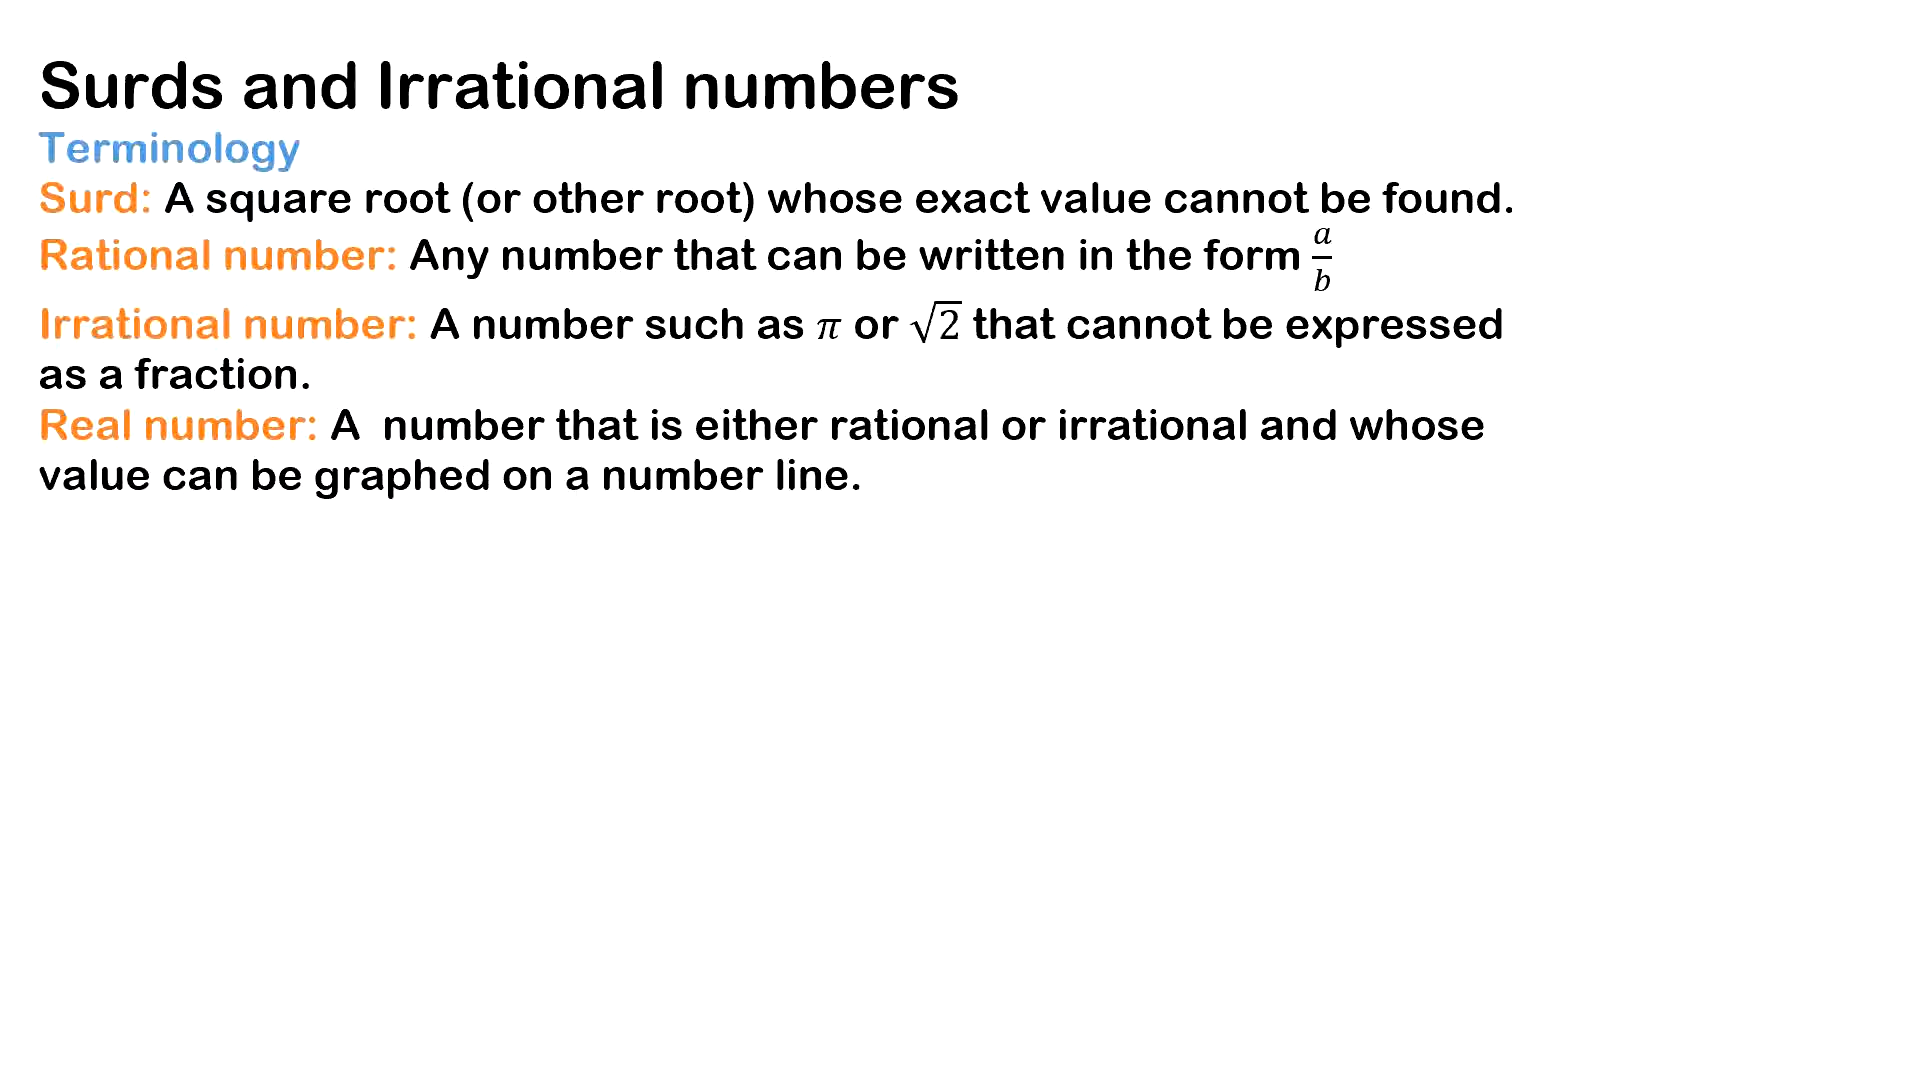 Surds and Irrational numbers
Terminology
Surd: A square root (or other root) whose exact value cannot be found.
Rational number: Any number that can be written in the form a/b
Irrational number: A number such as π or √2 that cannot be expressed
as a fraction.
Real number: A  number that is either rational or irrational and whose
value can be graphed on a number line.